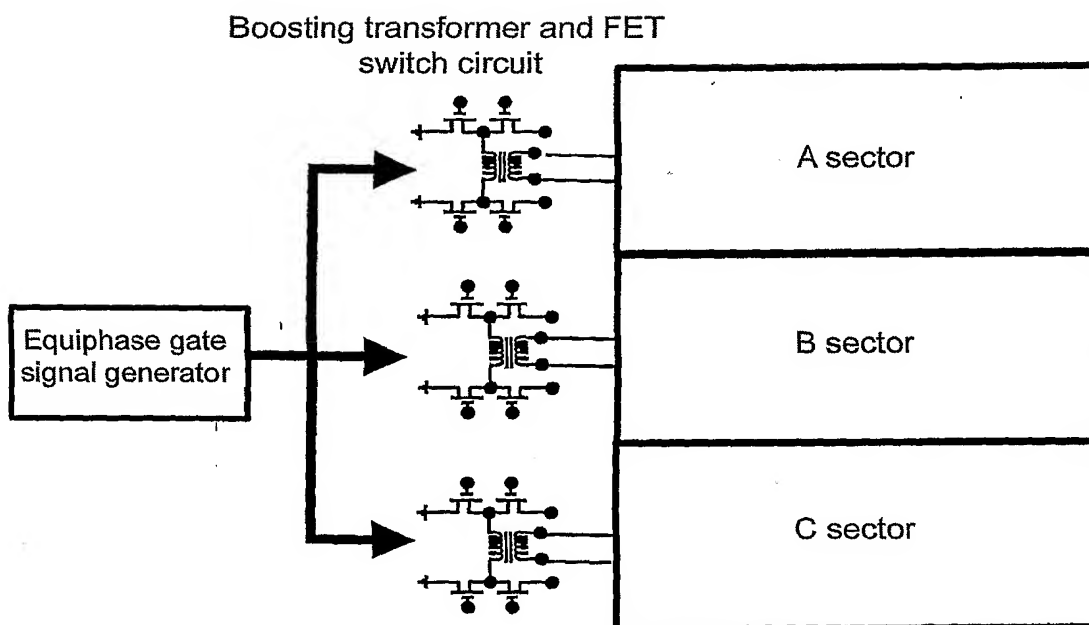 Boosting transformer and FET
switch circuit
A sector
Equiphase gate
signal generator
B sector
C sector